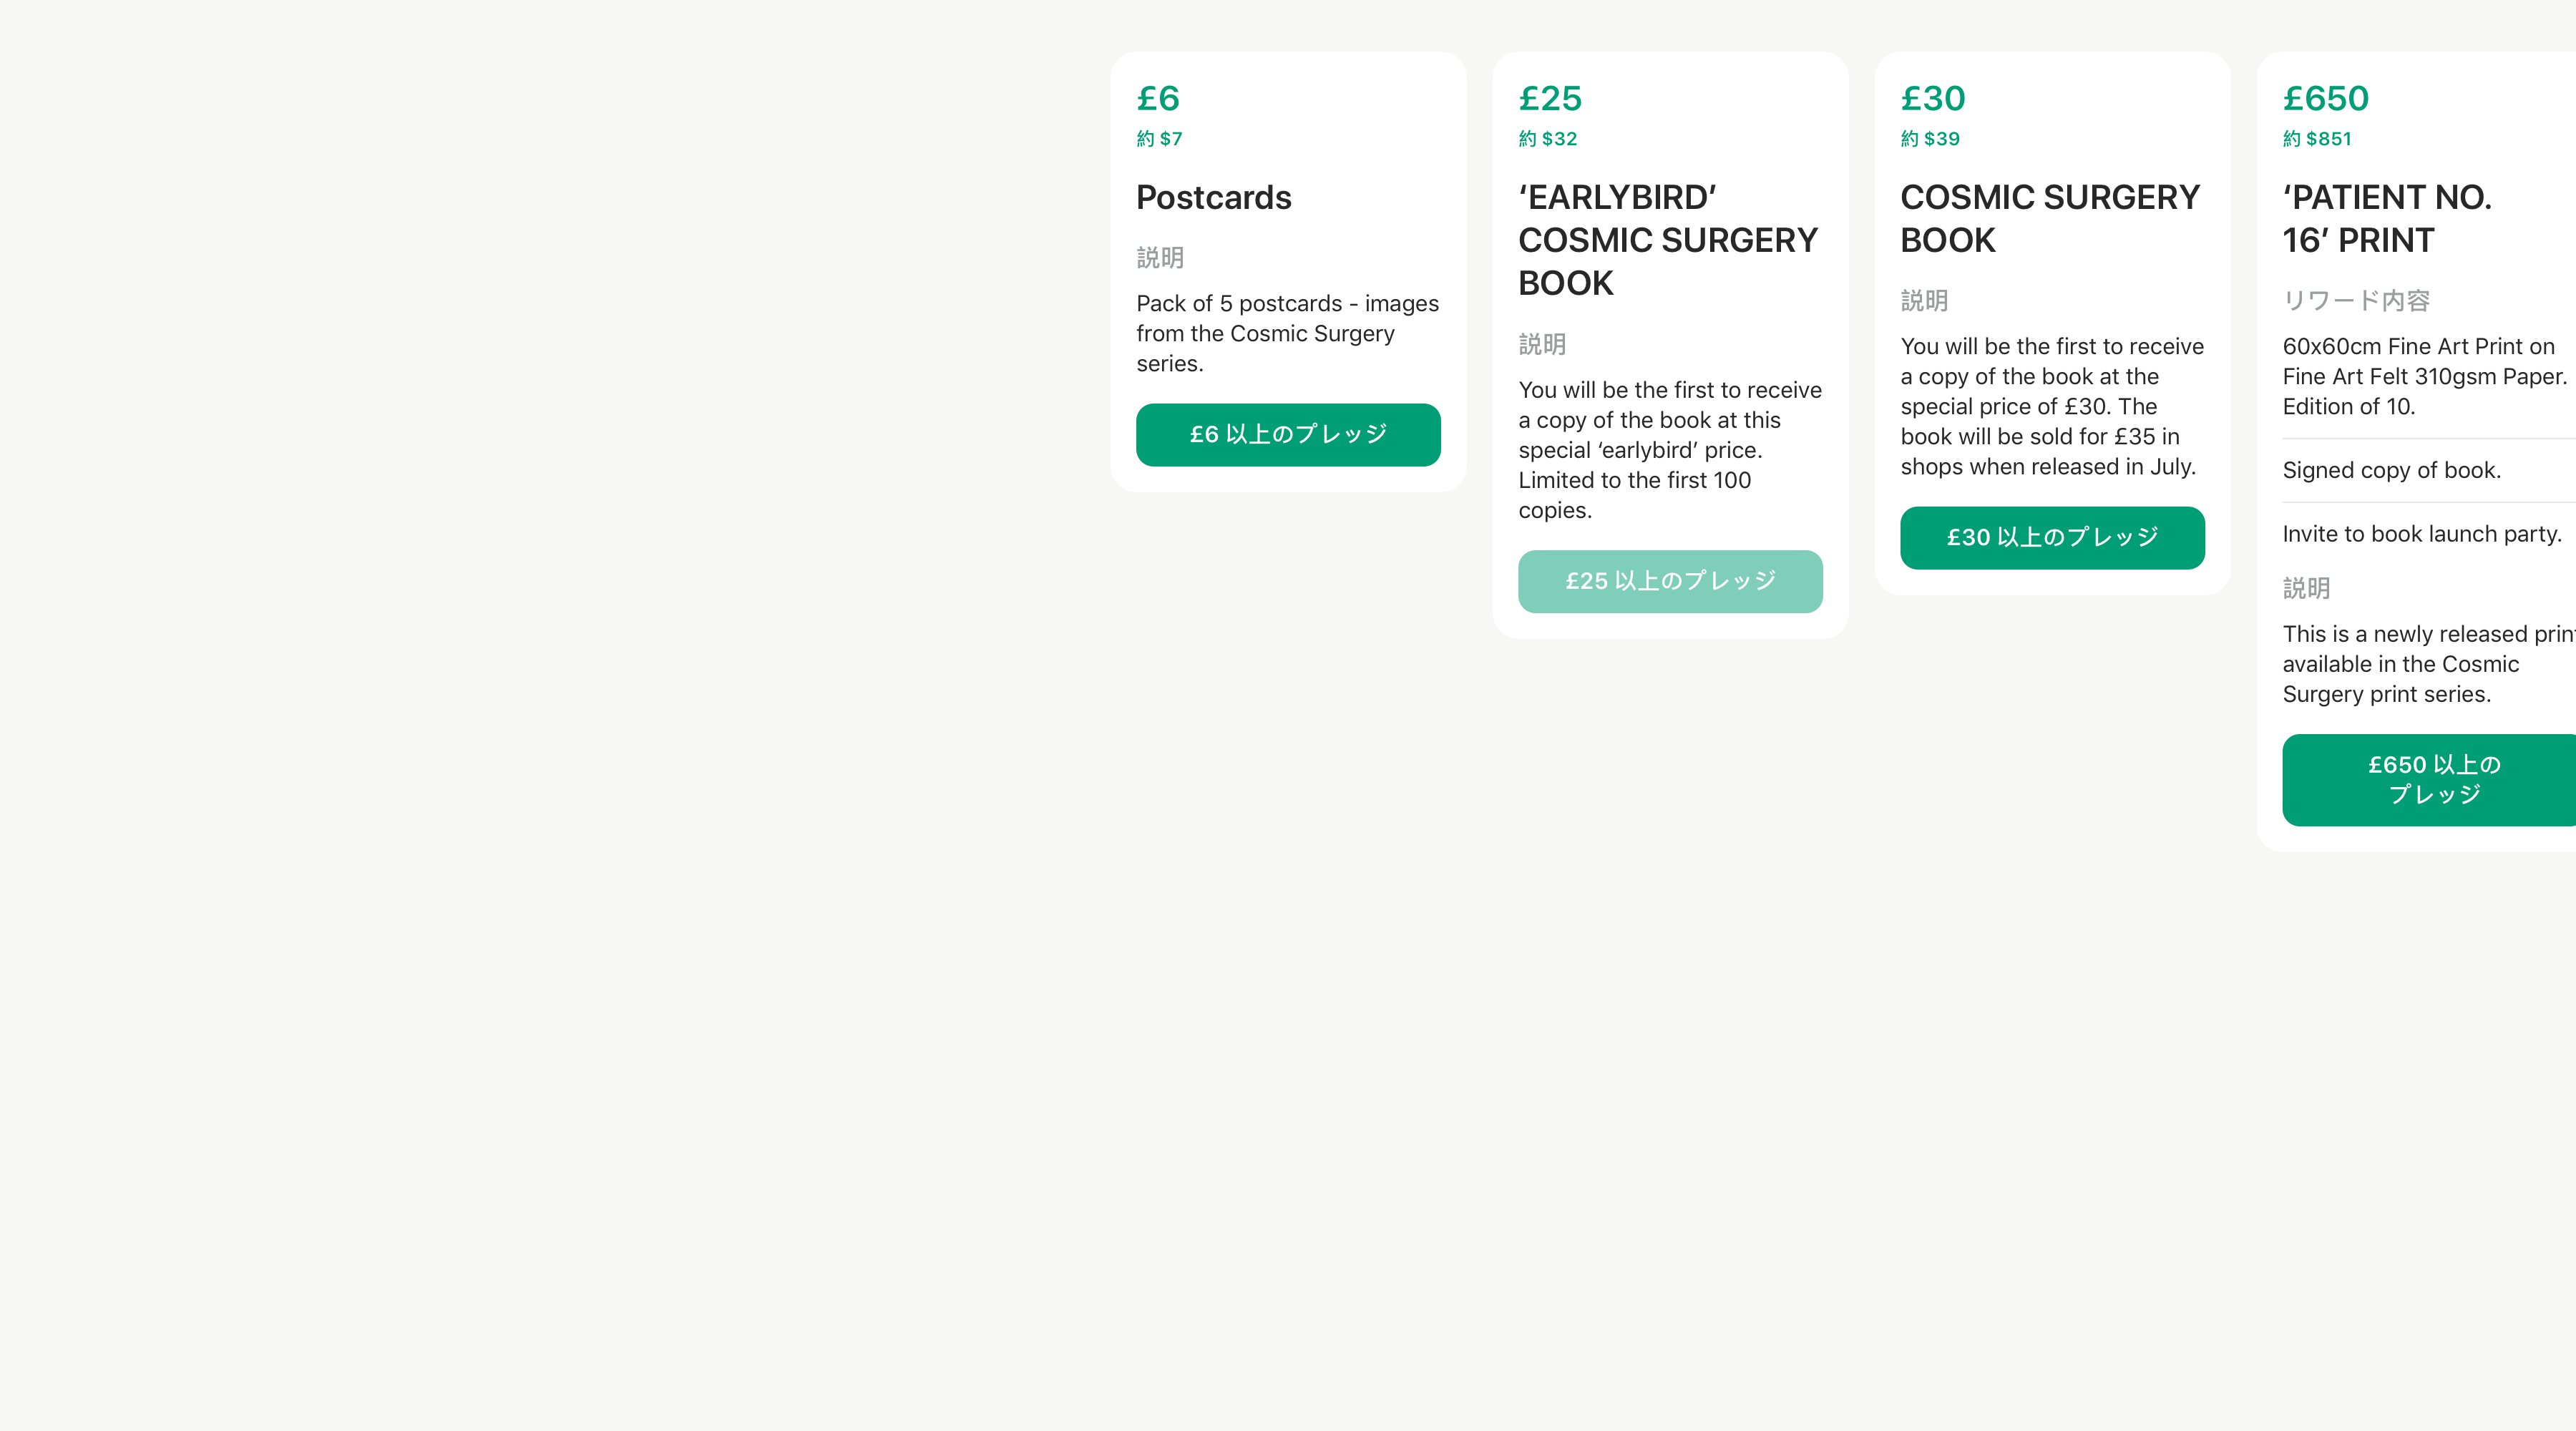 £6
約 $7
Postcards
説明
Pack of 5 postcards - images
from the Cosmic Surgery
series.
£6 以上のプレッジ
£25
約 $32
‘EARLYBIRD’
COSMIC SURGERY
BOOK
説明
You will be the first to receive
a copy of the book at this
special ‘earlybird’ price.
Limited to the first 100
copies.
£25 以上のプレッジ
£30
約 $39
COSMIC SURGERY
BOOK
説明
You will be the first to receive
a copy of the book at the
special price of £30. The
book will be sold for £35 in
shops when released in July.
£30 以上のプレッジ
£650
約 $851
‘PATIENT NO.
16’ PRINT
リワード内容
60x60cm Fine Art Print on
Fine Art Felt 310gsm Paper.
Edition of 10.
Signed copy of book.
Invite to book launch party.
説明
This is a newly released print
available in the Cosmic
Surgery print series.
£650 以上の
プレッジ